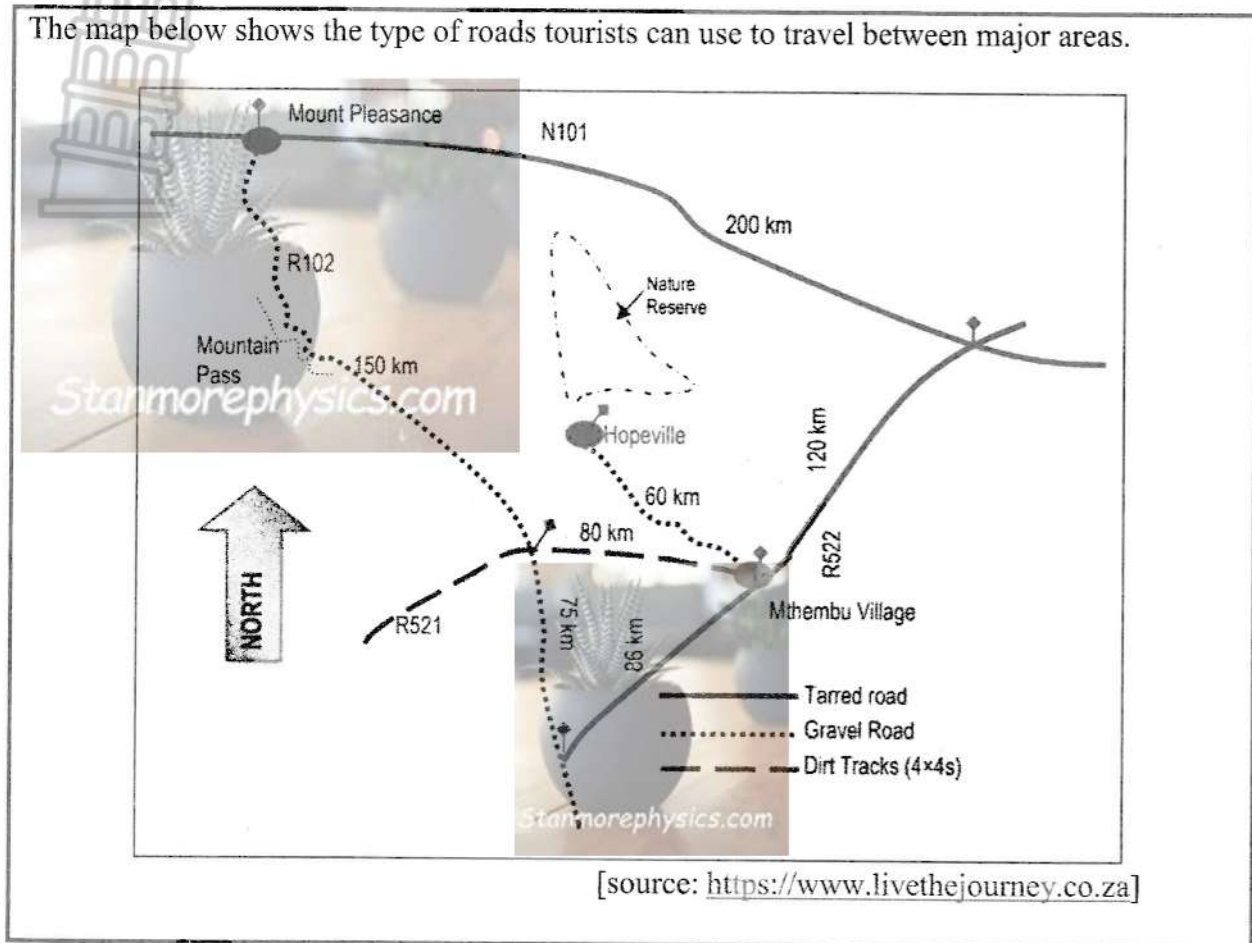 The map below shows the type of roads tourists can use to travel between major areas.
Mount Pleasance
N101
200 km
R102
Nature
Reserve
Mountain
Pass
150 km
Stanmorephysics.com
Hopeville
120 km
60 km
80 km
R522
NORTH
R521
75 km
98 km
Mthembu Village
Tarred road
Gravel Road
Dirt Tracks (4×4s)
Stanmorephysics.com
[source: https://www.livethejourney.co.za]